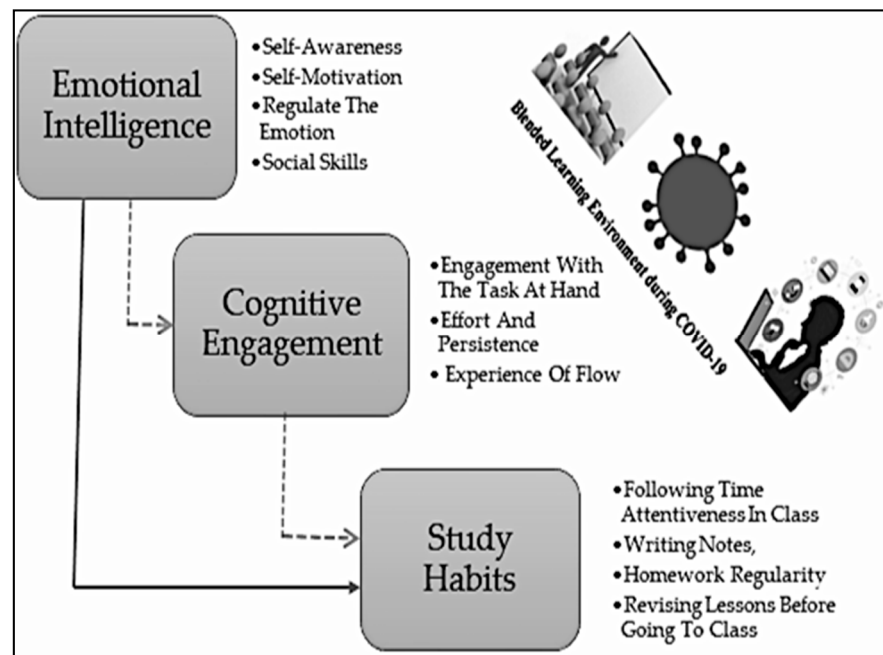 Emotional
Intelligence
•Self-Awareness
•Self-Motivation
•Regulate The
Emotion
•Social Skills
Blended Learning Environment during COVID-19
Cognitive
Engagement
•Engagement With
The Task At Hand
•Effort And
Persistence
• Experience Of Flow
Study
Habits
•Following Time
Attentiveness In Class
•Writing Notes,
•Homework Regularity
•Revising Lessons Before
Going To Class